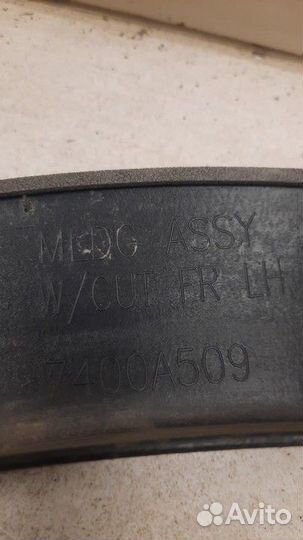 MLDG ASSY
W/CUT FR LH
7400A509
Avito